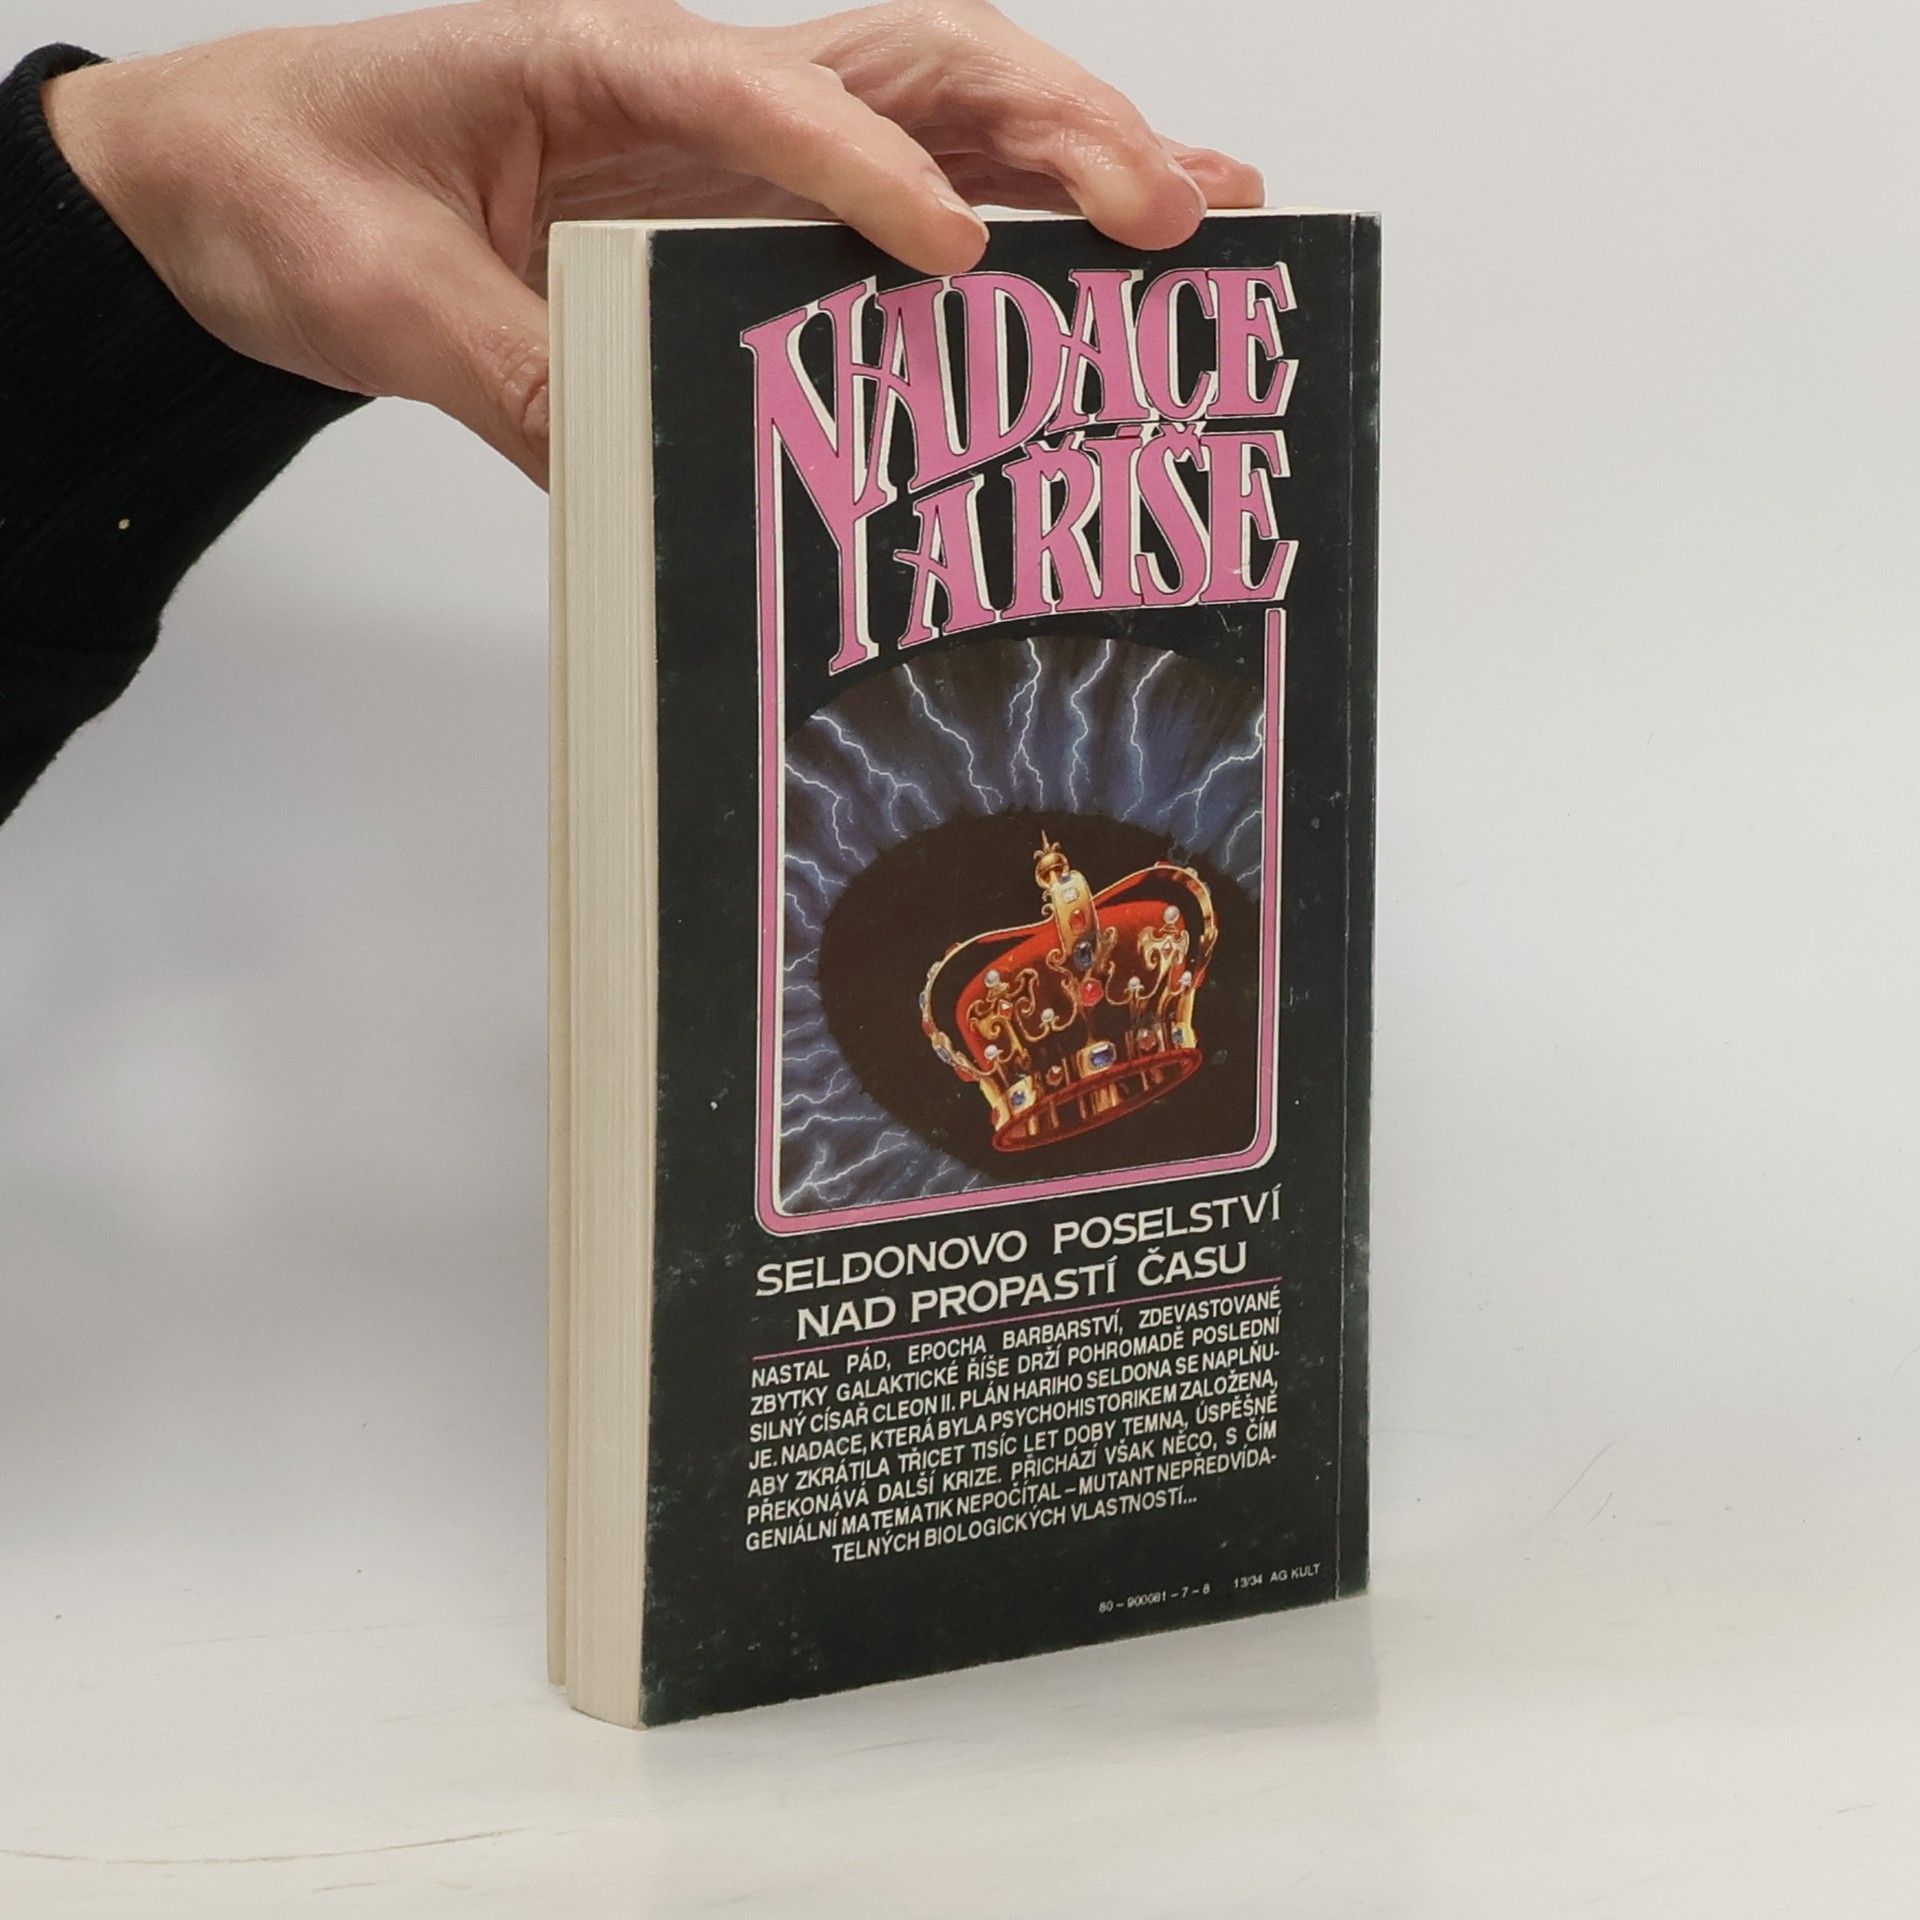 NADACE
A ŘÍŠE
SELDONOVO POSELSTVÍ
NAD PROPASTÍ ČASU
NASTAL PÁD, EPOCHA BARBARSTVÍ, ZDEVASTOVANÉ
ZBYTKY GALAKTICKÉ ŘÍŠE DRŽÍ POHROMADĚ POSLEDNÍ
SILNÝ CÍSAŘ CLEON II. PLÁN HARIHO SELDONA SE NAPLŇU-
JE. NADACE, KTERÁ BYLA PSYCHOHISTORIKEM ZALOŽENA,
ABY ZKRÁTILA TŘICET TISÍC LET DOBY TEMNA, ÚSPĚŠNĚ
PŘEKONÁVÁ DALŠÍ KRIZE. PŘICHÁZÍ VŠAK NĚCO, S ČÍM
GENIÁLNÍ MATEMATIK NEPOČÍTAL – MUTANT NEPŘEDVÍDA-
TELNÝCH BIOLOGICKÝCH VLASTNOSTÍ...
80 – 900081 – 7 – 8 13/34 AG KULT